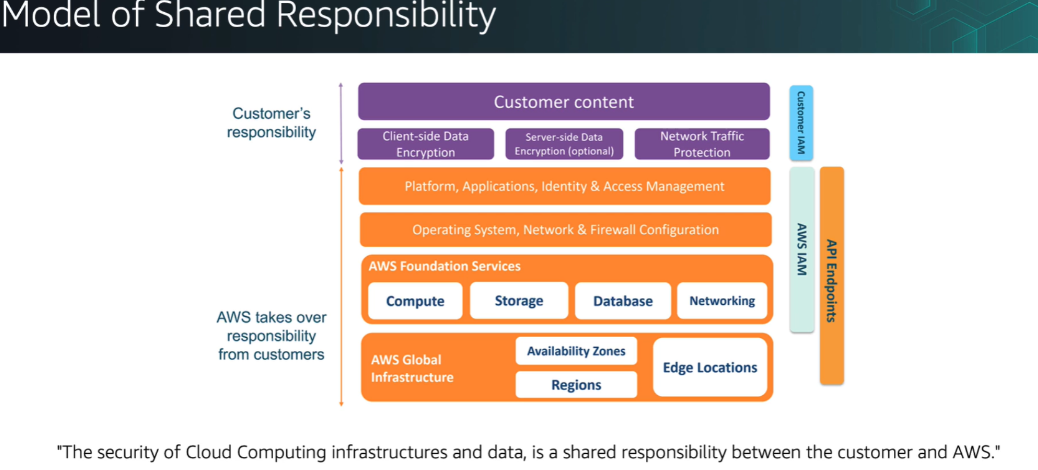 Model of Shared Responsibility
Customer's
responsibility
Customer content
Client-side Data
Encryption
Server-side Data
Encryption (optional)
Network Traffic
Protection
Customer IAM
AWS takes over
responsibility
from customers
Platform, Applications, Identity & Access Management
Operating System, Network & Firewall Configuration
AWS Foundation Services
Compute
Storage
Database
Networking
AWS Global
Infrastructure
Availability Zones
Regions
Edge Locations
AWS IAM
API Endpoints
"The security of Cloud Computing infrastructures and data, is a shared responsibility between the customer and AWS."